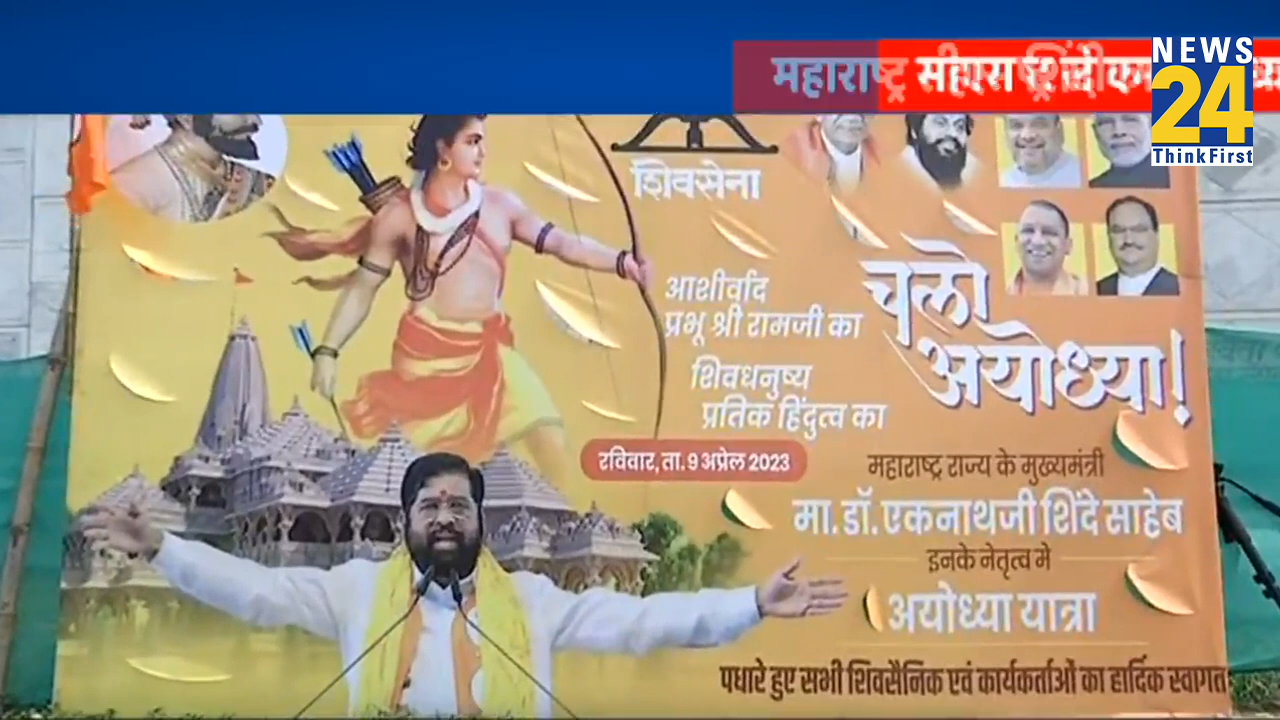 महाराष्ट्र
NEWS
24
ThinkFirst
शिवसेना
आशीर्वाद
प्रभू श्री रामजी का
शिवधनुष्य
प्रतिक हिंदुत्व का
चलो
अयोध्या!
रविवार, ता. 9 अप्रेल 2023
महाराष्ट्र राज्य के मुख्यमंत्री
मा. डॉ. एकनाथजी शिंदे साहेब
इनके नेतृत्व मे
अयोध्या यात्रा
पधारे हुए सभी शिवसैनिक एवं कार्यकर्ताओं का हार्दिक स्वागत